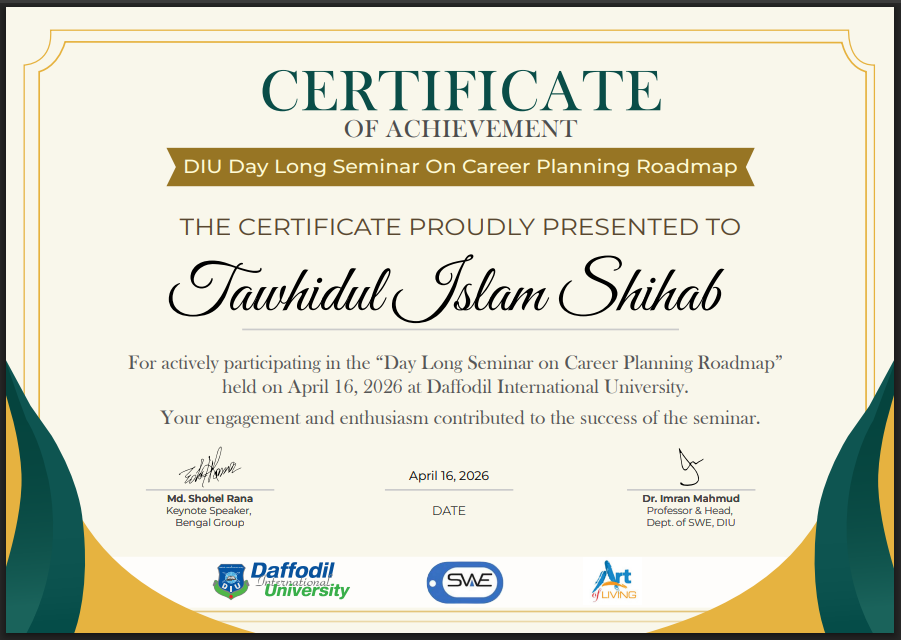 CERTIFICATE
OF ACHIEVEMENT
DIU Day Long Seminar On Career Planning Roadmap
THE CERTIFICATE PROUDLY PRESENTED TO
Tawhidul Islam Shihab
For actively participating in the “Day Long Seminar on Career Planning Roadmap”
held on April 16, 2026 at Daffodil International University.
Your engagement and enthusiasm contributed to the success of the seminar.
Md. Shohel Rana
Keynote Speaker,
Bengal Group
April 16, 2026
DATE
Dr. Imran Mahmud
Professor & Head,
Dept. of SWE, DIU
DIU
Daffodil
International
University
SWE
Art
of LIVING